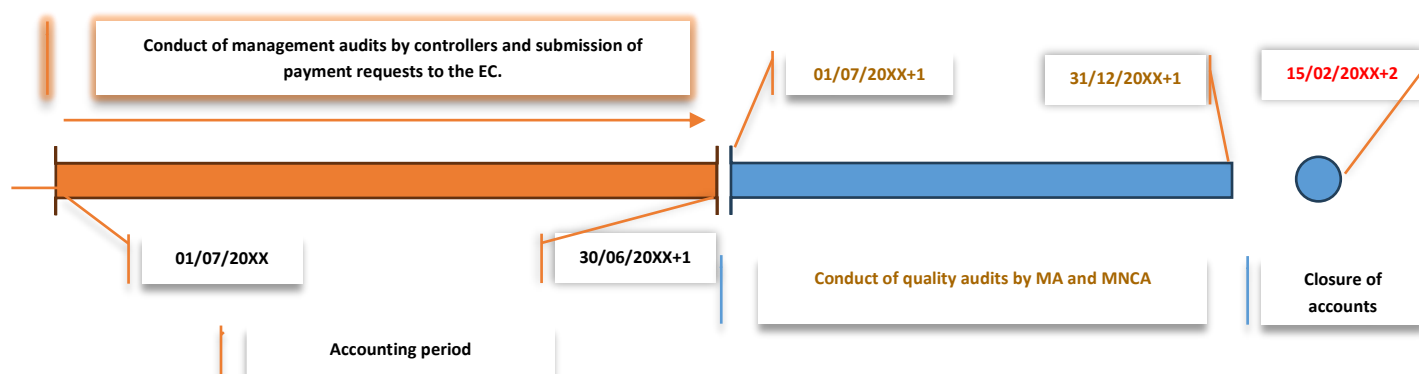 Conduct of management audits by controllers and submission of
payment requests to the EC.
01/07/20XX+1
31/12/20XX+1
15/02/20XX+2
01/07/20XX
30/06/20XX+1
Conduct of quality audits by MA and MNCA
Closure of
accounts
Accounting period